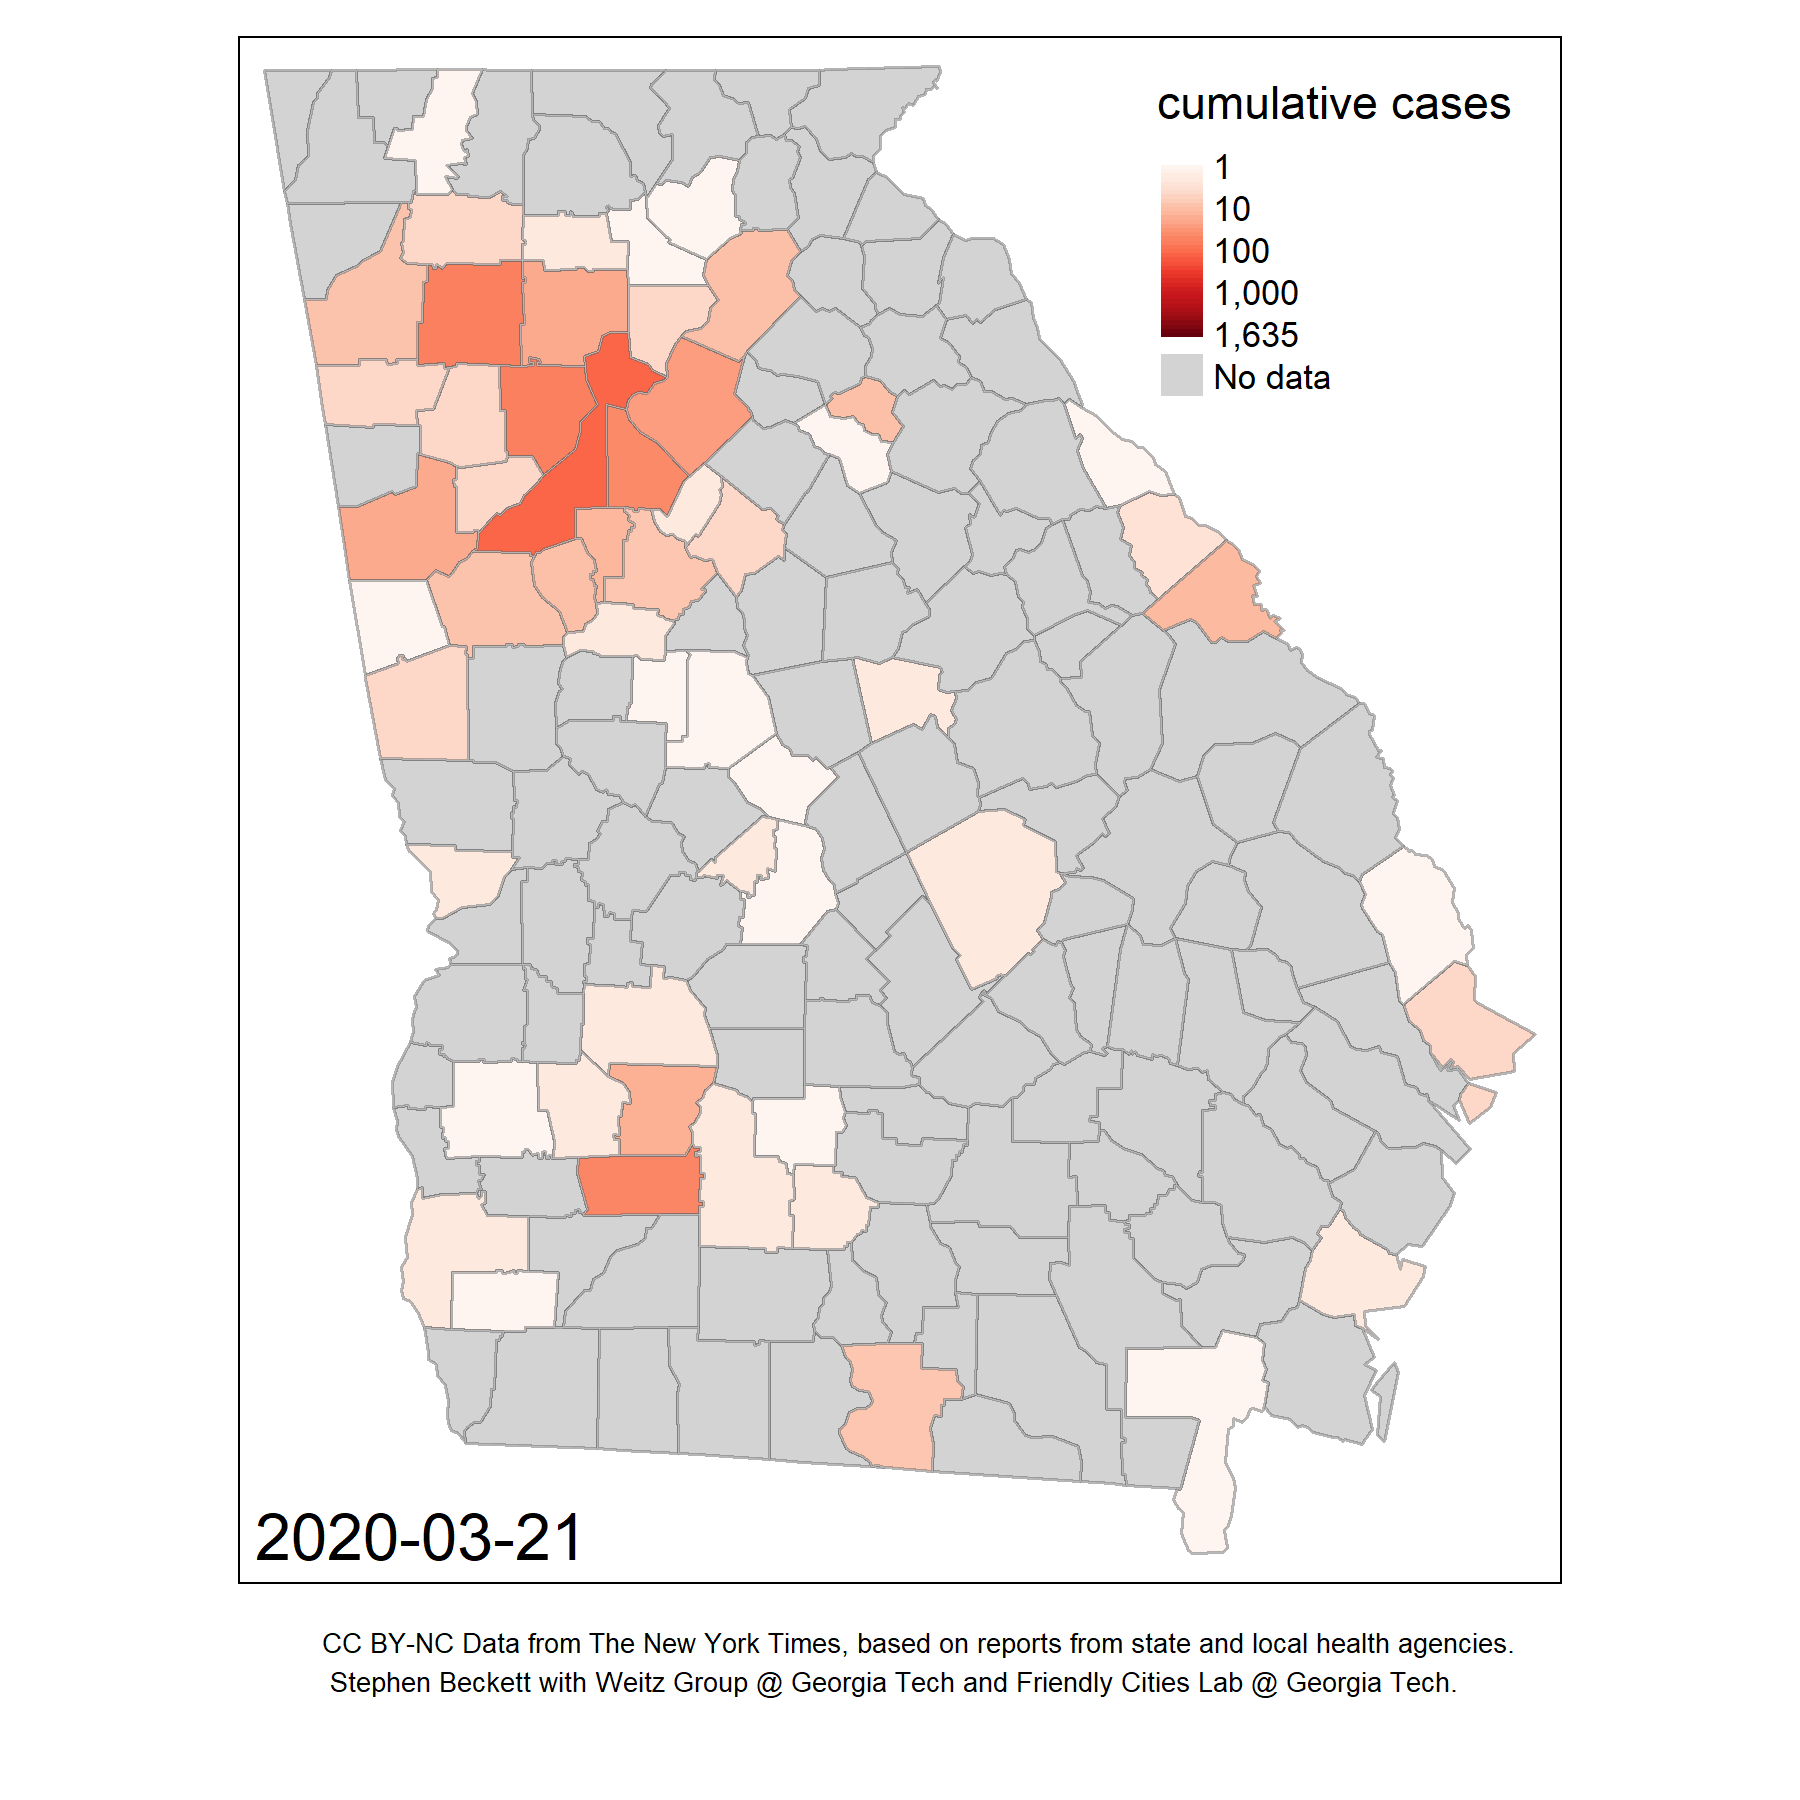 cumulative cases
1
10
100
1,000
1,635
No data
2020-03-21
CC BY-NC Data from The New York Times, based on reports from state and local health agencies.
Stephen Beckett with Weitz Group @ Georgia Tech and Friendly Cities Lab @ Georgia Tech.